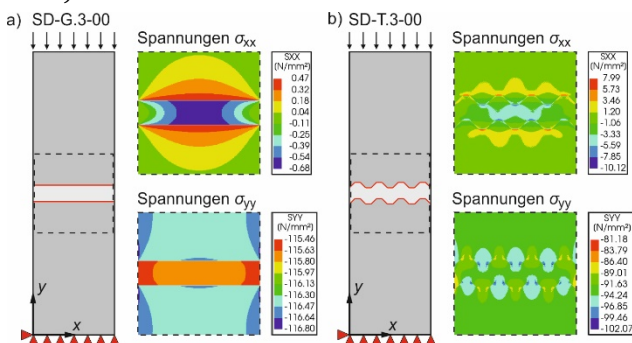 a) SD-G.3-00
Spannungen σxx
SXX
(N/mm²)
0.47
0.32
0.18
0.04
-0.11
-0.25
-0.39
-0.54
-0.68
Spannungen σyy
SYY
(N/mm²)
-115.46
-115.63
-115.80
-115.97
-116.13
-116.30
-116.47
-116.64
-116.80
y
x
b) SD-T.3-00
Spannungen σxx
SXX
(N/mm²)
7.99
5.73
3.46
1.20
-1.06
-3.33
-5.59
-7.85
-10.12
Spannungen σyy
SYY
(N/mm²)
-81.18
-83.79
-86.40
-89.01
-91.63
-94.24
-96.85
-99.46
-102.07
y
x